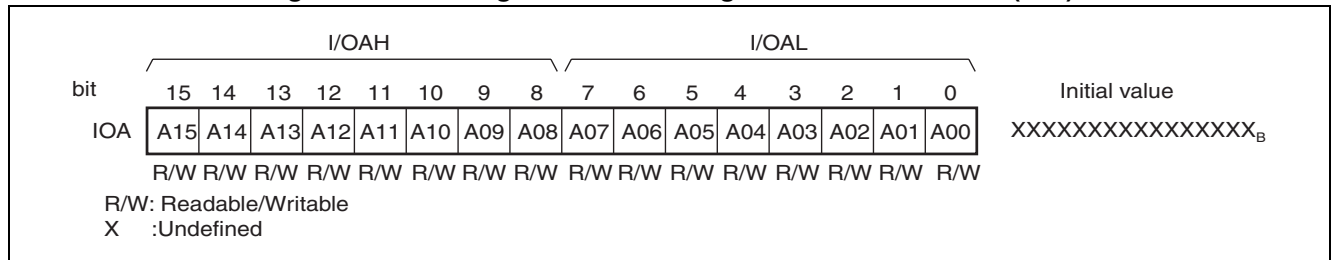 I/OAH I/OAL
bit 15 14 13 12 11 10 9 8 7 6 5 4 3 2 1 0 Initial value
IOA A15 A14 A13 A12 A11 A10 A09 A08 A07 A06 A05 A04 A03 A02 A01 A00 XXXXXXXXXXXXXXXXB
R/W R/W R/W R/W R/W R/W R/W R/W R/W R/W R/W R/W R/W R/W R/W R/W
R/W: Readable/Writable
X :Undefined